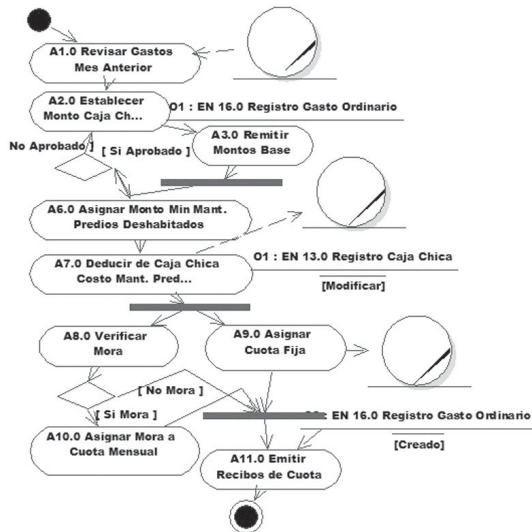 A1.0 Revisar Gastos
Mes Anterior
A2.0 Establecer
Monto Caja Ch...
O1 : EN 16.0 Registro Gasto Ordinario
No Aprobado ]
[ Si Aprobado ]
A3.0 Remitir
Montos Base
A6.0 Asignar Monto Min Mant.
Predios Deshabitados
A7.0 Deducir de Caja Chica
Costo Mant. Pred...
O1 : EN 13.0 Registro Caja Chica
[Modificar]
A8.0 Verificar
Mora
A9.0 Asignar
Cuota Fija
[ No Mora ]
[ Si Mora ]
: EN 16.0 Registro Gasto Ordinario
[Creado]
A10.0 Asignar Mora a
Cuota Mensual
A11.0 Emitir
Recibos de Cuota